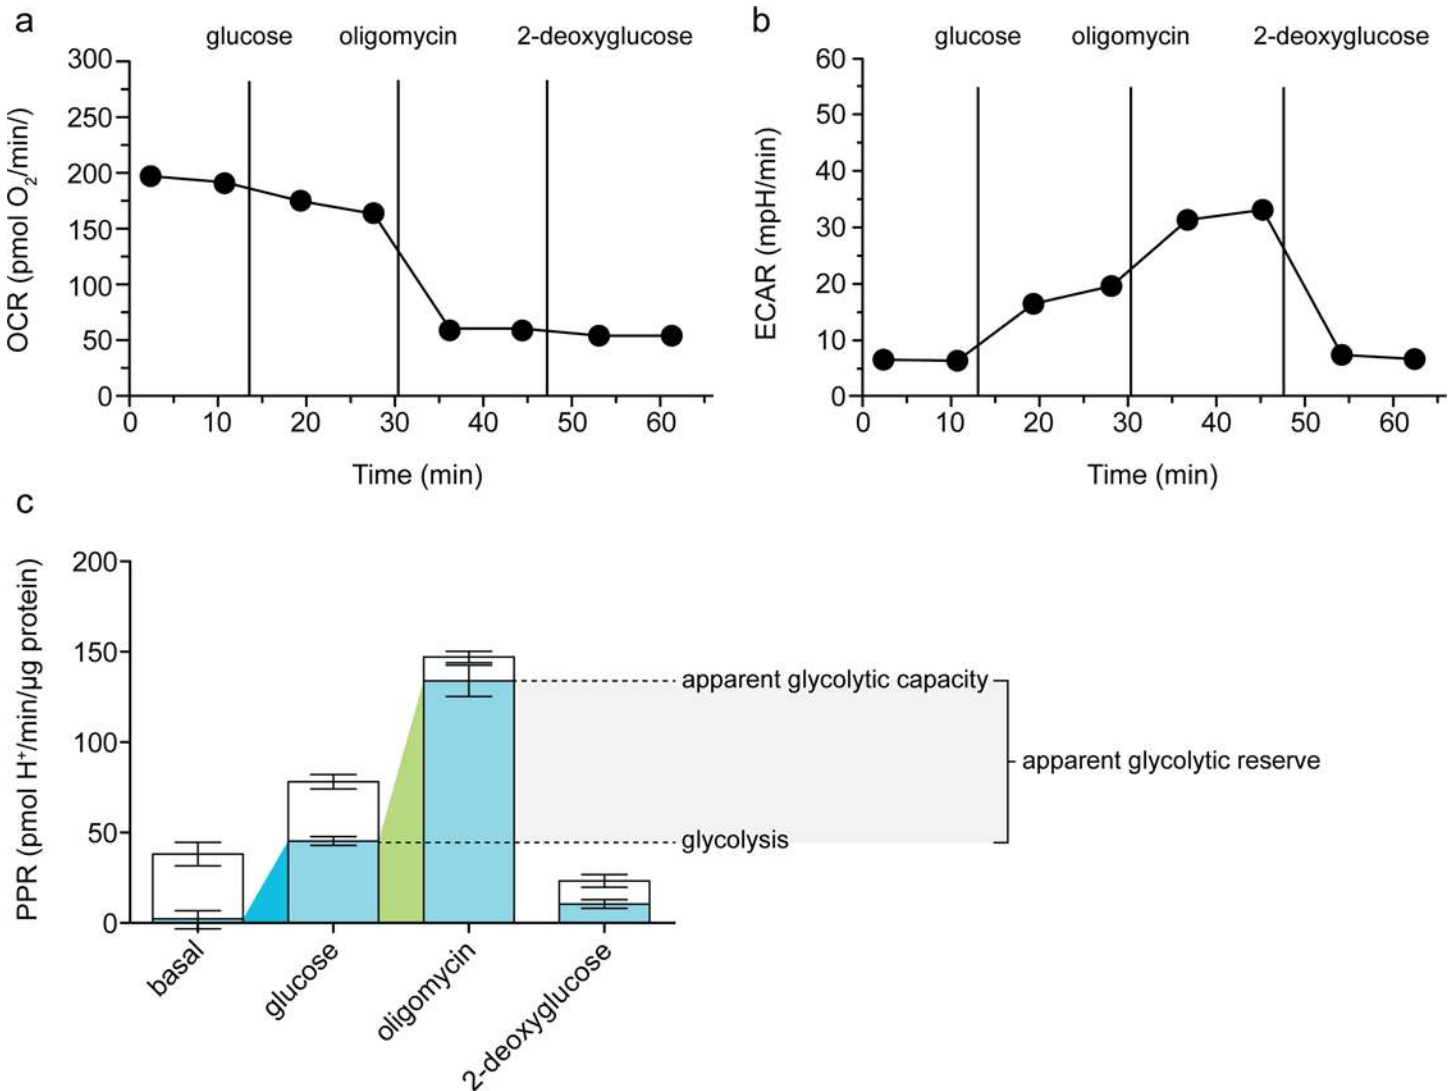 a
glucose oligomycin 2-deoxyglucose
OCR (pmol O₂/min/)
300
250
200
150
100
50
0
0 10 20 30 40 50 60
Time (min)
b
glucose oligomycin 2-deoxyglucose
ECAR (mpH/min)
60
50
40
30
20
10
0
0 10 20 30 40 50 60
Time (min)
c
PPR (pmol H⁺/min/µg protein)
200
150
100
50
0
basal
glucose
oligomycin
2-deoxyglucose
apparent glycolytic capacity
apparent glycolytic reserve
glycolysis